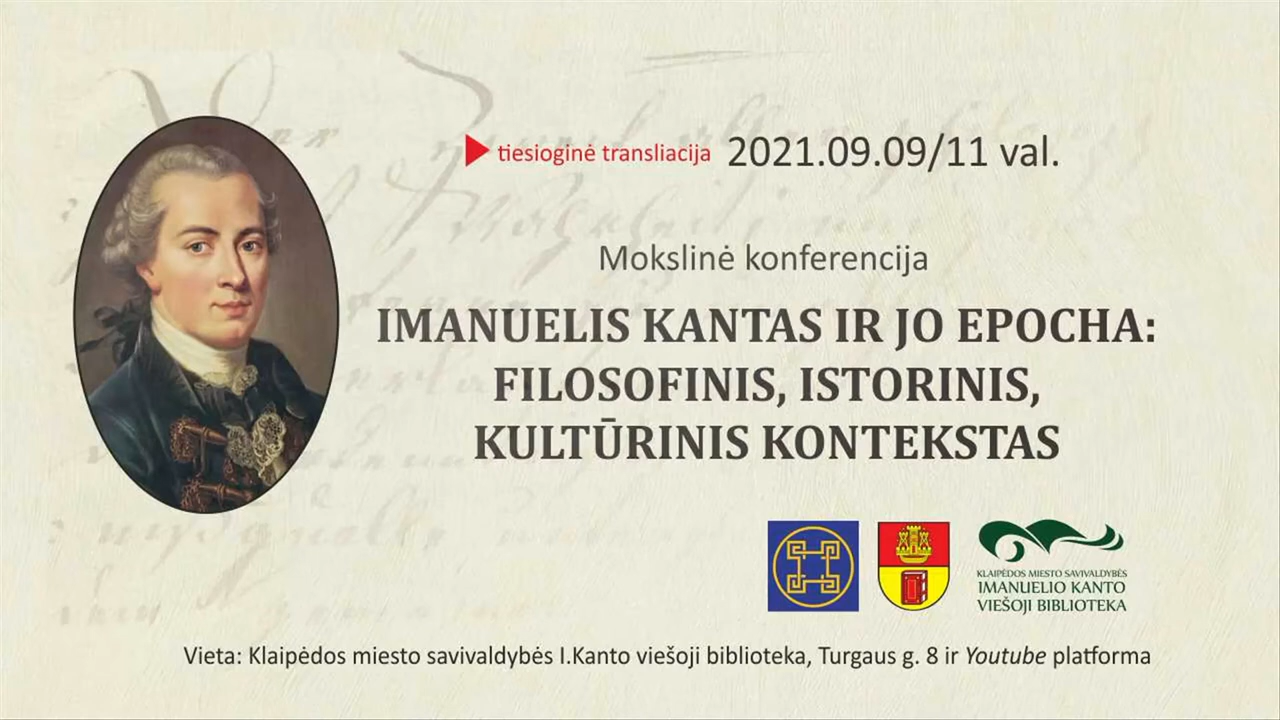 tiesioginė transliacija 2021.09.09/11 val.
Mokslinė konferencija
IMANUELIS KANTAS IR JO EPOCHA:
FILOSOFINIS, ISTORINIS,
KULTŪRINIS KONTEKSTAS
KLAIPĖDOS MIESTO SAVIVALDYBĖS
IMANUELIO KANTO
VIEŠOJI BIBLIOTEKA
Vieta: Klaipėdos miesto savivaldybės I.Kanto viešoji biblioteka, Turgaus g. 8 ir Youtube platforma